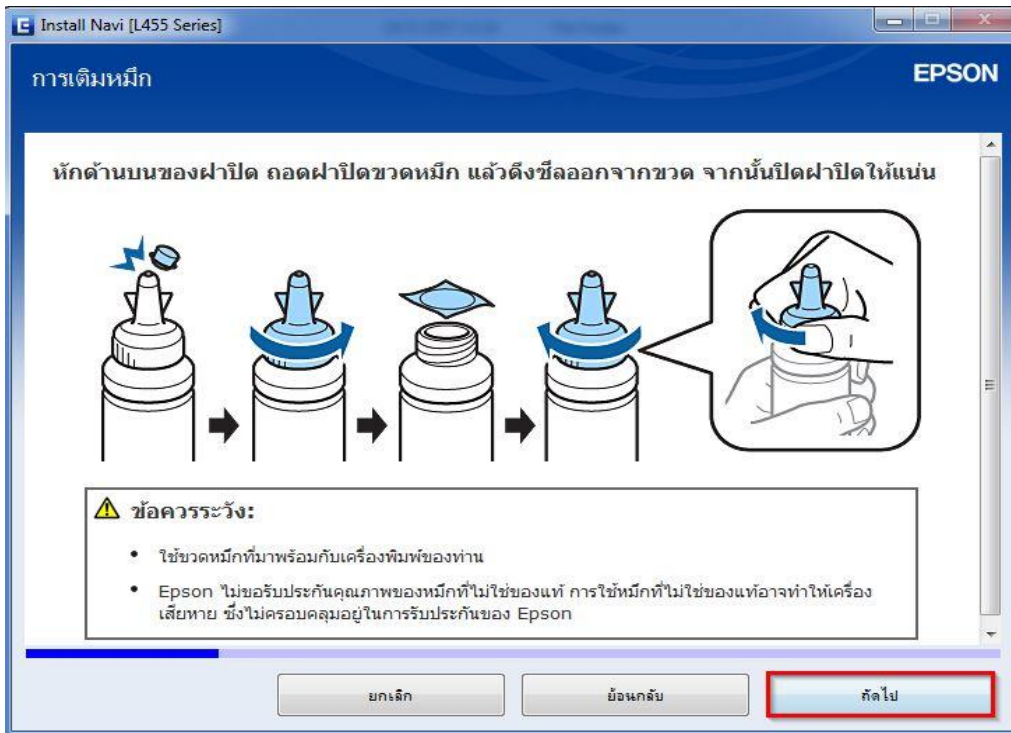 Install Navi [L455 Series]
การเติมหมึก
EPSON
หักด้านบนของฝาปิด ถอดฝาปิดขวดหมึก แล้วดึงซีลออกจากขวด จากนั้นปิดฝาปิดให้แน่น
ข้อควรระวัง:
• ใช้ขวดหมึกที่มาพร้อมกับเครื่องพิมพ์ของท่าน
• Epson ไม่ขอรับประกันคุณภาพของหมึกที่ไม่ใช่ของแท้ การใช้หมึกที่ไม่ใช่ของแท้อาจทำให้เครื่อง
เสียหาย ซึ่งไม่ครอบคลุมอยู่ในการรับประกันของ Epson
ยกเลิก
ย้อนกลับ
ถัดไป